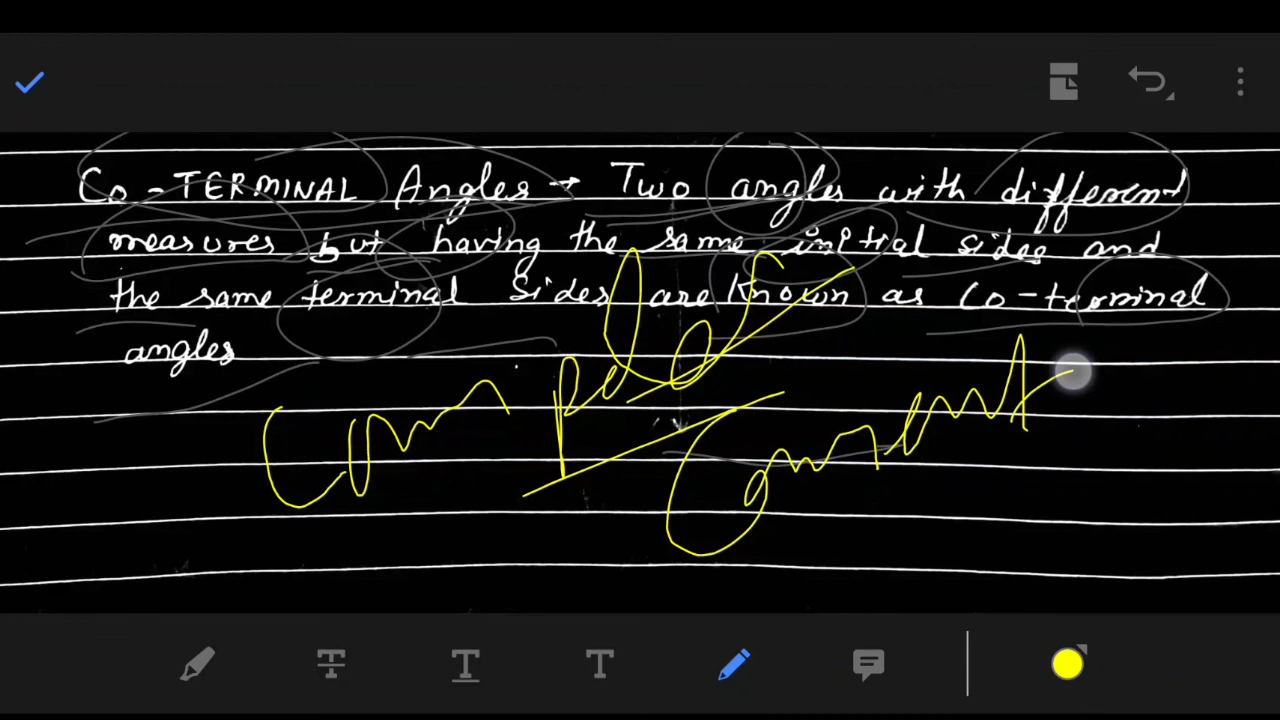 Co-TERMINAL Angles → Two angles with different
measures but having the same initial sides and
the same terminal sides are known as co-terminal
angles
Comment
T T T